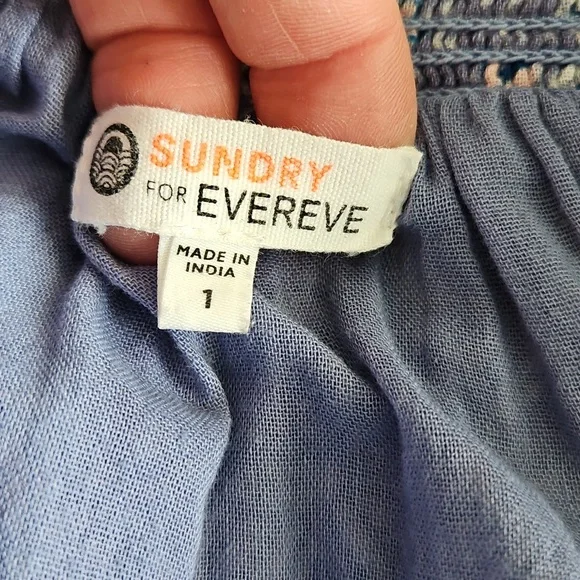 SUNDRY
FOR EVEREVE
MADE IN
INDIA
1